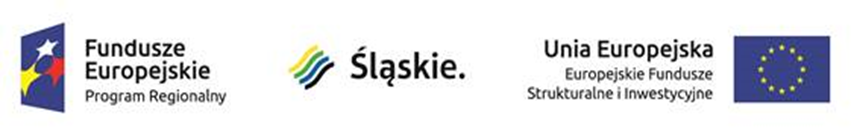 Fundusze
Europejskie
Program Regionalny
Śląskie.
Unia Europejska
Europejskie Fundusze
Strukturalne i Inwestycyjne